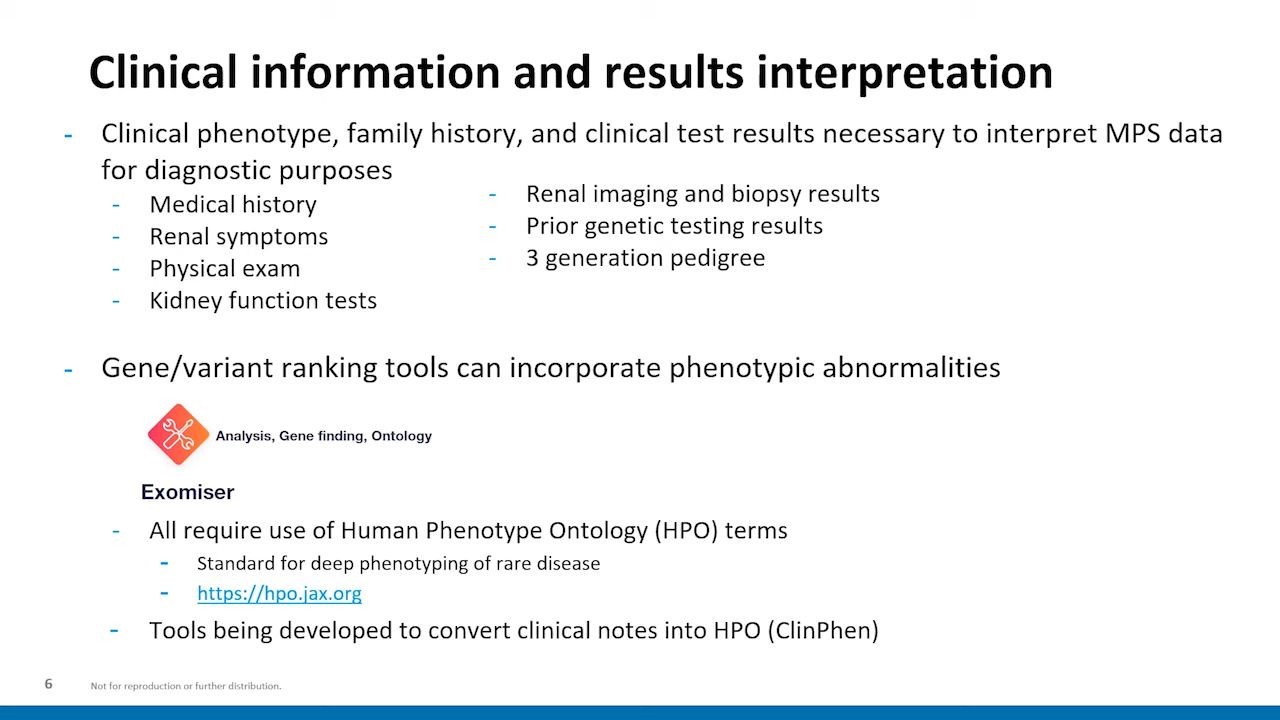 Clinical information and results interpretation
- Clinical phenotype, family history, and clinical test results necessary to interpret MPS data
for diagnostic purposes
- Medical history
- Renal symptoms
- Physical exam
- Kidney function tests
- Renal imaging and biopsy results
- Prior genetic testing results
- 3 generation pedigree
- Gene/variant ranking tools can incorporate phenotypic abnormalities
Analysis, Gene finding, Ontology
Exomiser
- All require use of Human Phenotype Ontology (HPO) terms
- Standard for deep phenotyping of rare disease
- https://hpo.jax.org
- Tools being developed to convert clinical notes into HPO (ClinPhen)
6 Not for reproduction or further distribution.